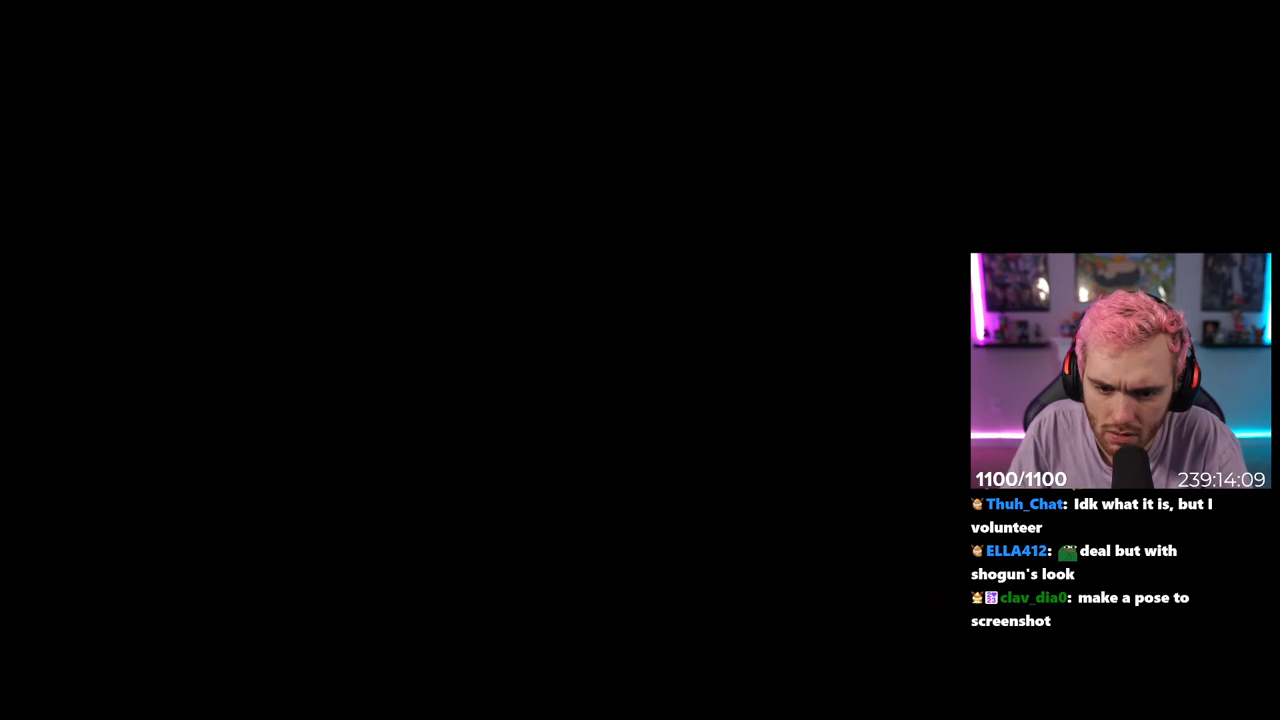 1100/1100 239:14:09
Thuh_Chat: Idk what it is, but I
volunteer
ELLA412: deal but with
shogun's look
clav_dia0: make a pose to
screenshot